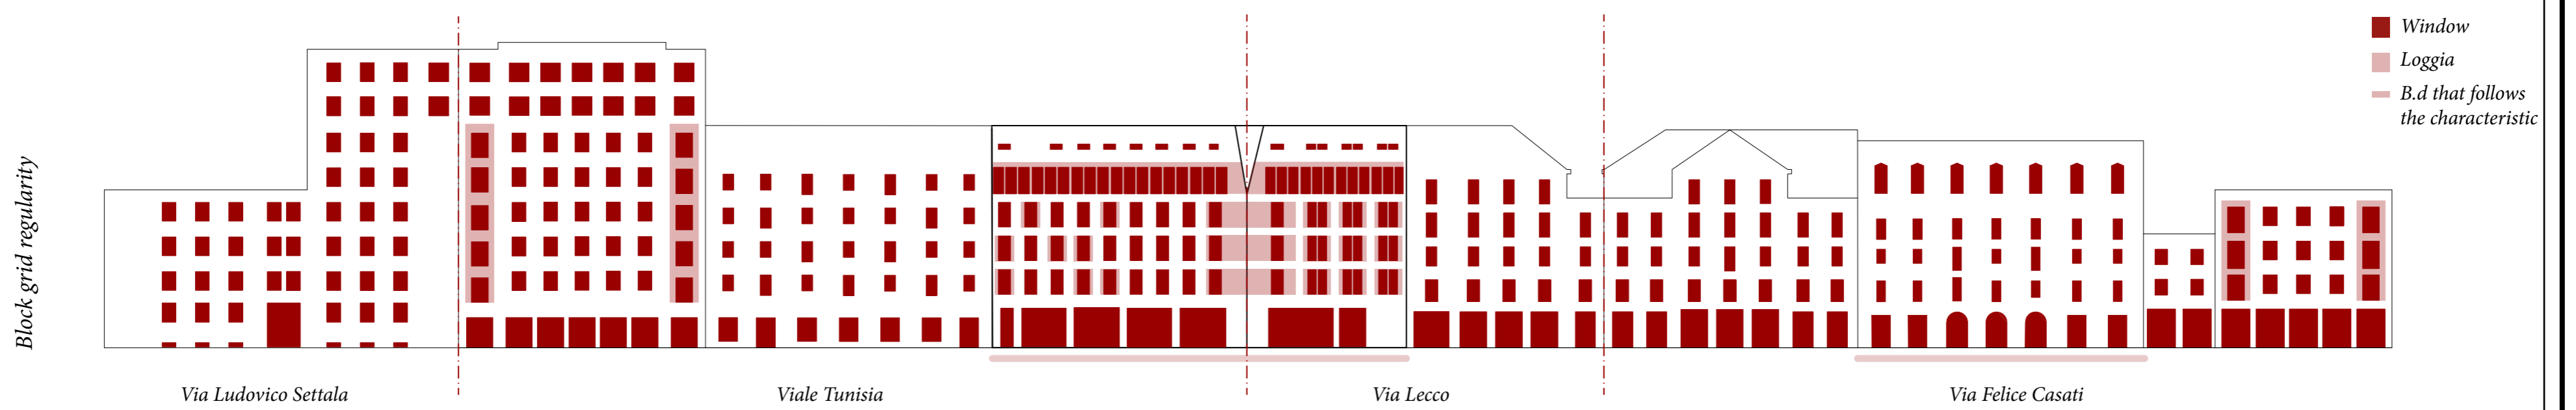 Window
Loggia
B.d that follows
the characteristic
Block grid regularity
Via Ludovico Settala
Viale Tunisia
Via Lecco
Via Felice Casati